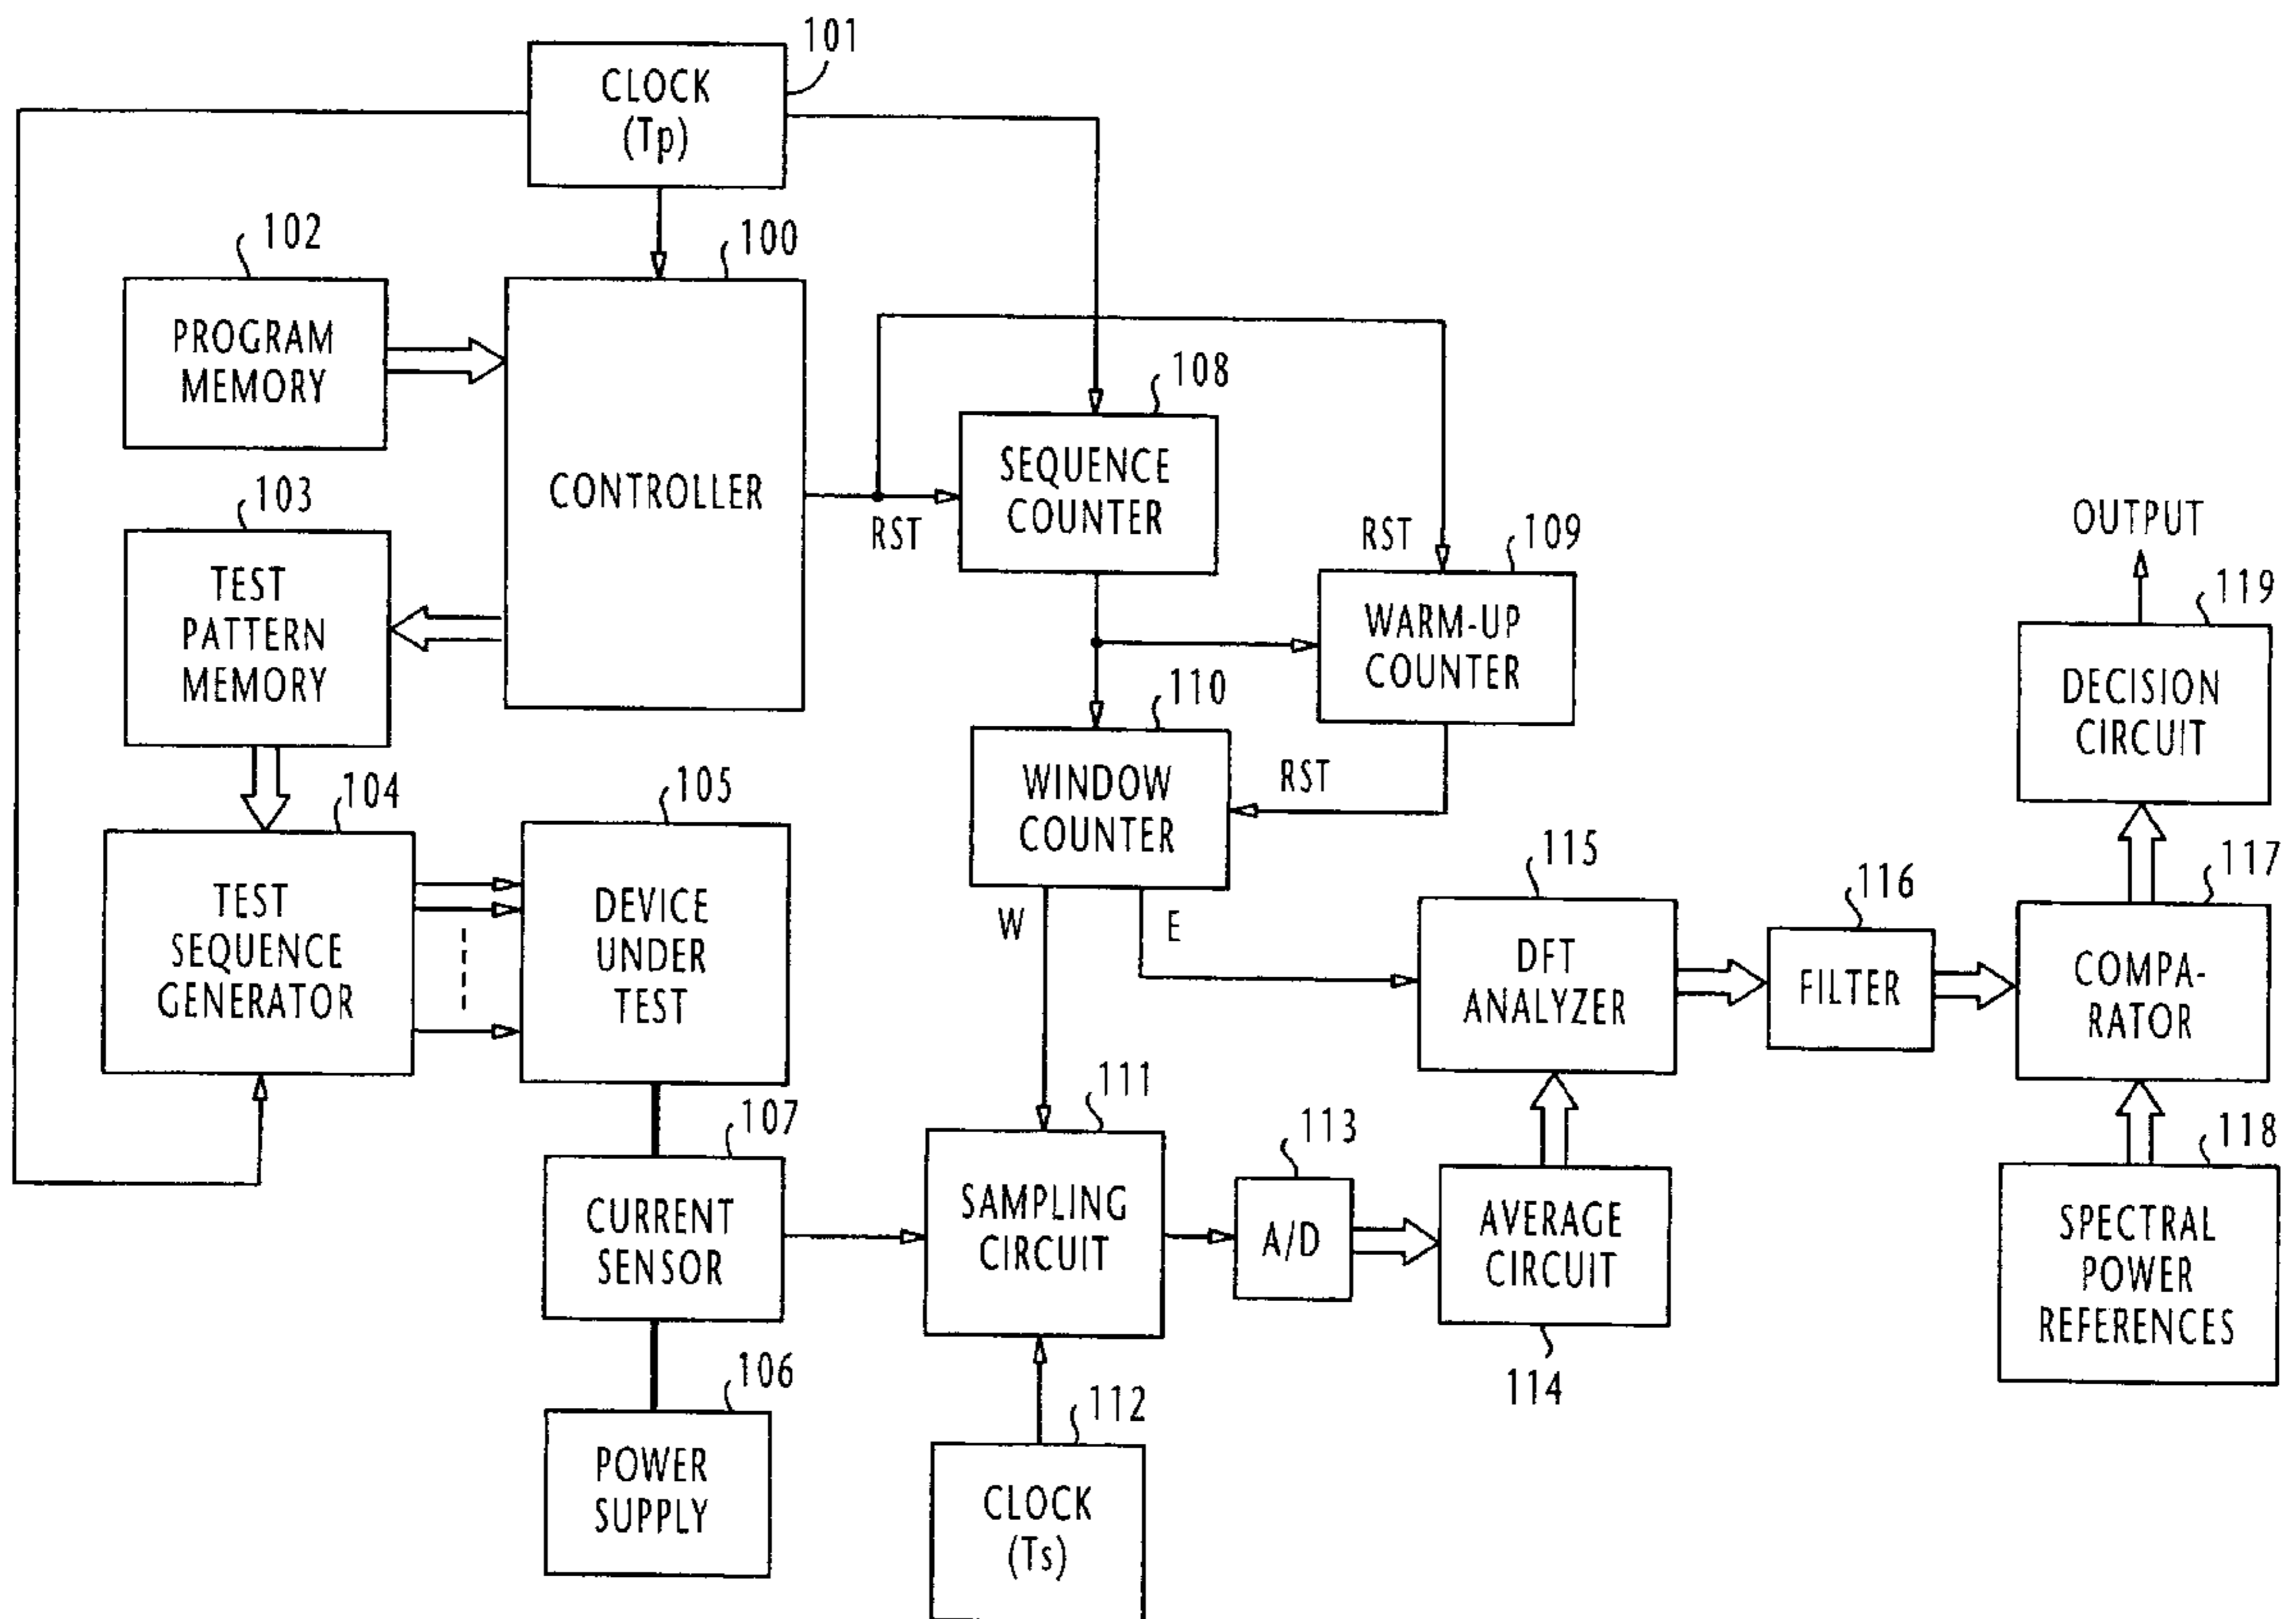 101
CLOCK
(Tp)
102
100
PROGRAM
MEMORY
CONTROLLER
103
TEST
PATTERN
MEMORY
108
SEQUENCE
COUNTER
RST
RST
109
WARM-UP
COUNTER
110
WINDOW
COUNTER
RST
W
E
OUTPUT
119
DECISION
CIRCUIT
104
TEST
SEQUENCE
GENERATOR
105
DEVICE
UNDER
TEST
115
DFT
ANALYZER
116
FILTER
117
COMPA-
RATOR
107
CURRENT
SENSOR
111
SAMPLING
CIRCUIT
113
A/D
AVERAGE
CIRCUIT
114
118
SPECTRAL
POWER
REFERENCES
106
POWER
SUPPLY
112
CLOCK
(Ts)